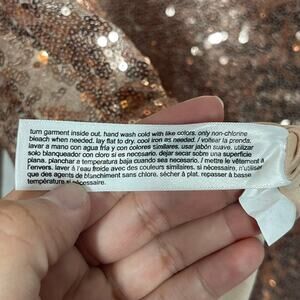 turn garment inside out, hand wash cold with like colors, only non-chlorine
bleach when needed. lay flat to dry. cool iron as needed. / voltear la prenda,
lavar a mano con agua fría y con colores similares. usar jabón suave. utilizar
solo blanqueador con cloro si es necesario. dejar secar sobre una superficie
plana. planchar a temperatura baja cuando sea necesario. / mettre le vêtement à
l'envers. laver à l'eau froide avec des couleurs similaires. si nécessaire, n'utiliser
que des agents de blanchiment sans chlore. sécher à plat. repasser à basse
température si nécessaire.